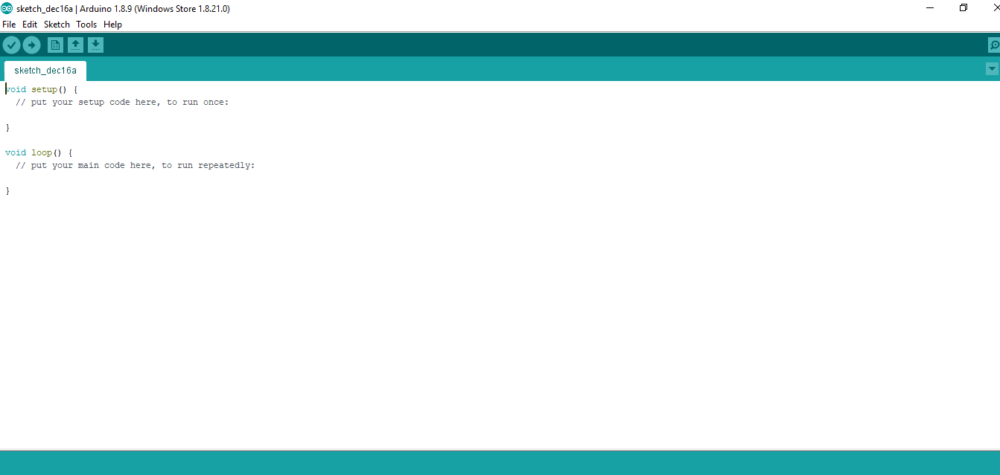 sketch_dec16a | Arduino 1.8.9 (Windows Store 1.8.21.0)
File Edit Sketch Tools Help
sketch_dec16a
void setup() {
  // put your setup code here, to run once:
}
void loop() {
  // put your main code here, to run repeatedly:
}